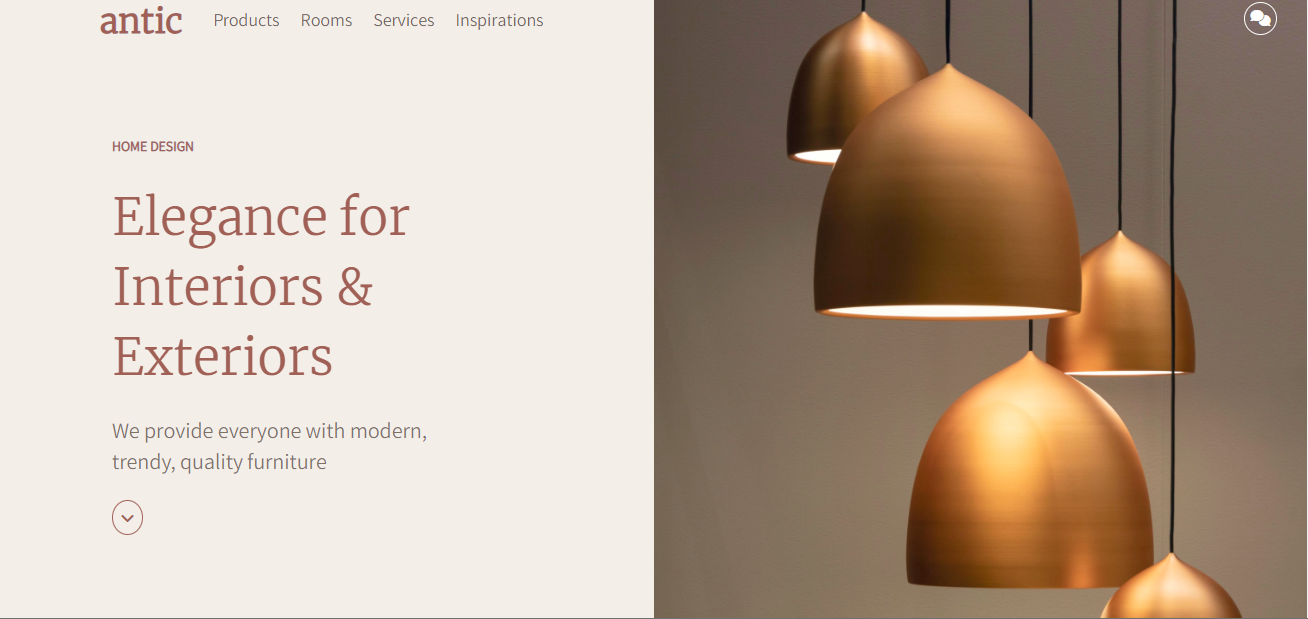 antic Products Rooms Services Inspirations
HOME DESIGN
Elegance for
Interiors &
Exteriors
We provide everyone with modern,
trendy, quality furniture